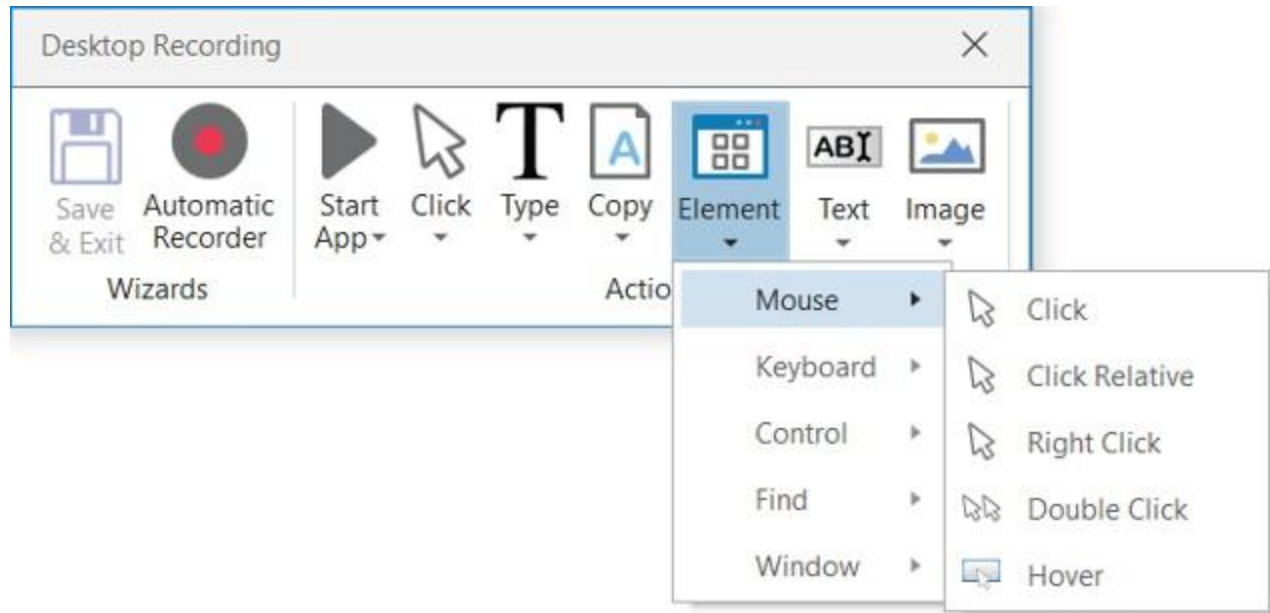 Desktop Recording
Save
& Exit
Automatic
Recorder
Start
App
Click
Type
Copy
Element
Text
Image
Wizards
Actio
Mouse
Keyboard
Control
Find
Window
Click
Click Relative
Right Click
Double Click
Hover
T
A
AB